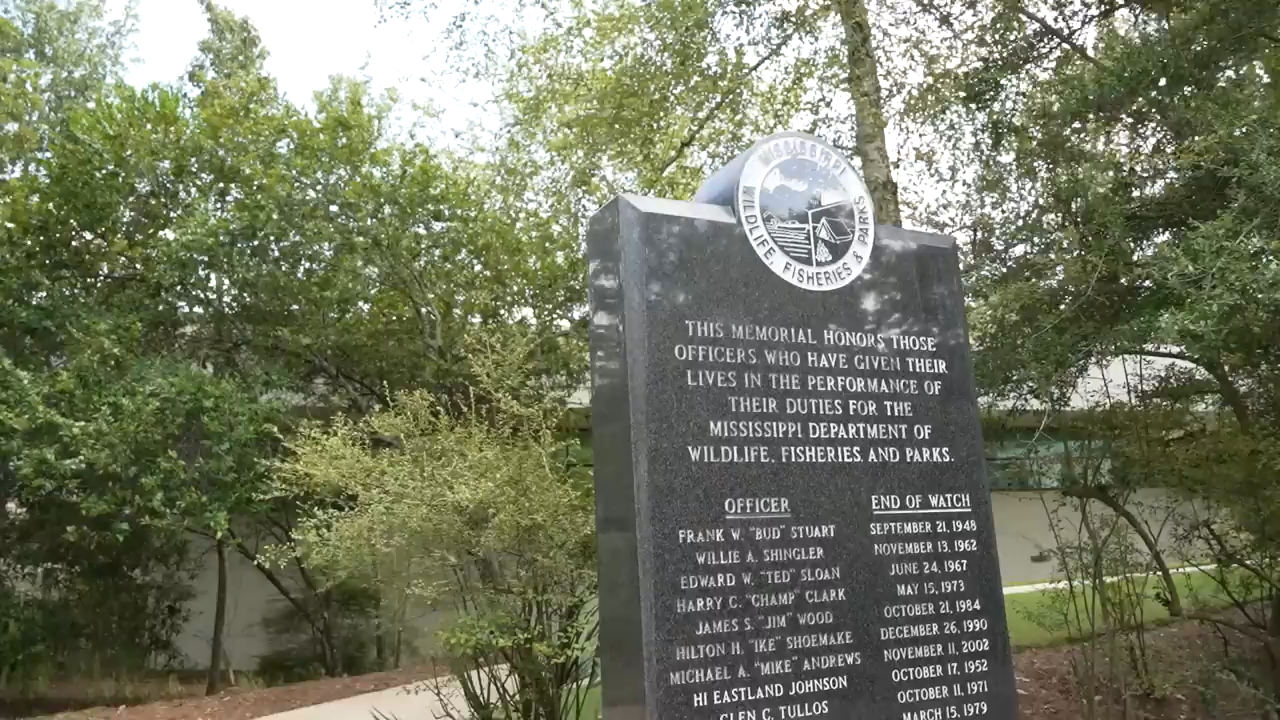 MISSISSIPPI
WILDLIFE, FISHERIES & PARKS
THIS MEMORIAL HONORS THOSE
OFFICERS WHO HAVE GIVEN THEIR
LIVES IN THE PERFORMANCE OF
THEIR DUTIES FOR THE
MISSISSIPPI DEPARTMENT OF
WILDLIFE, FISHERIES, AND PARKS.
OFFICER END OF WATCH
FRANK W. "BUD" STUART SEPTEMBER 21, 1948
WILLIE A. SHINGLER NOVEMBER 13, 1962
EDWARD W. "TED" SLOAN JUNE 24, 1967
HARRY C. "CHAMP" CLARK MAY 15, 1973
JAMES S. "JIM" WOOD OCTOBER 21, 1984
HILTON H. "IKE" SHOEMAKE DECEMBER 26, 1990
MICHAEL A. "MIKE" ANDREWS NOVEMBER 11, 2002
HI EASTLAND JOHNSON OCTOBER 17, 1952
GLEN C. TULLOS OCTOBER 11, 1971
MARCH 15, 1979